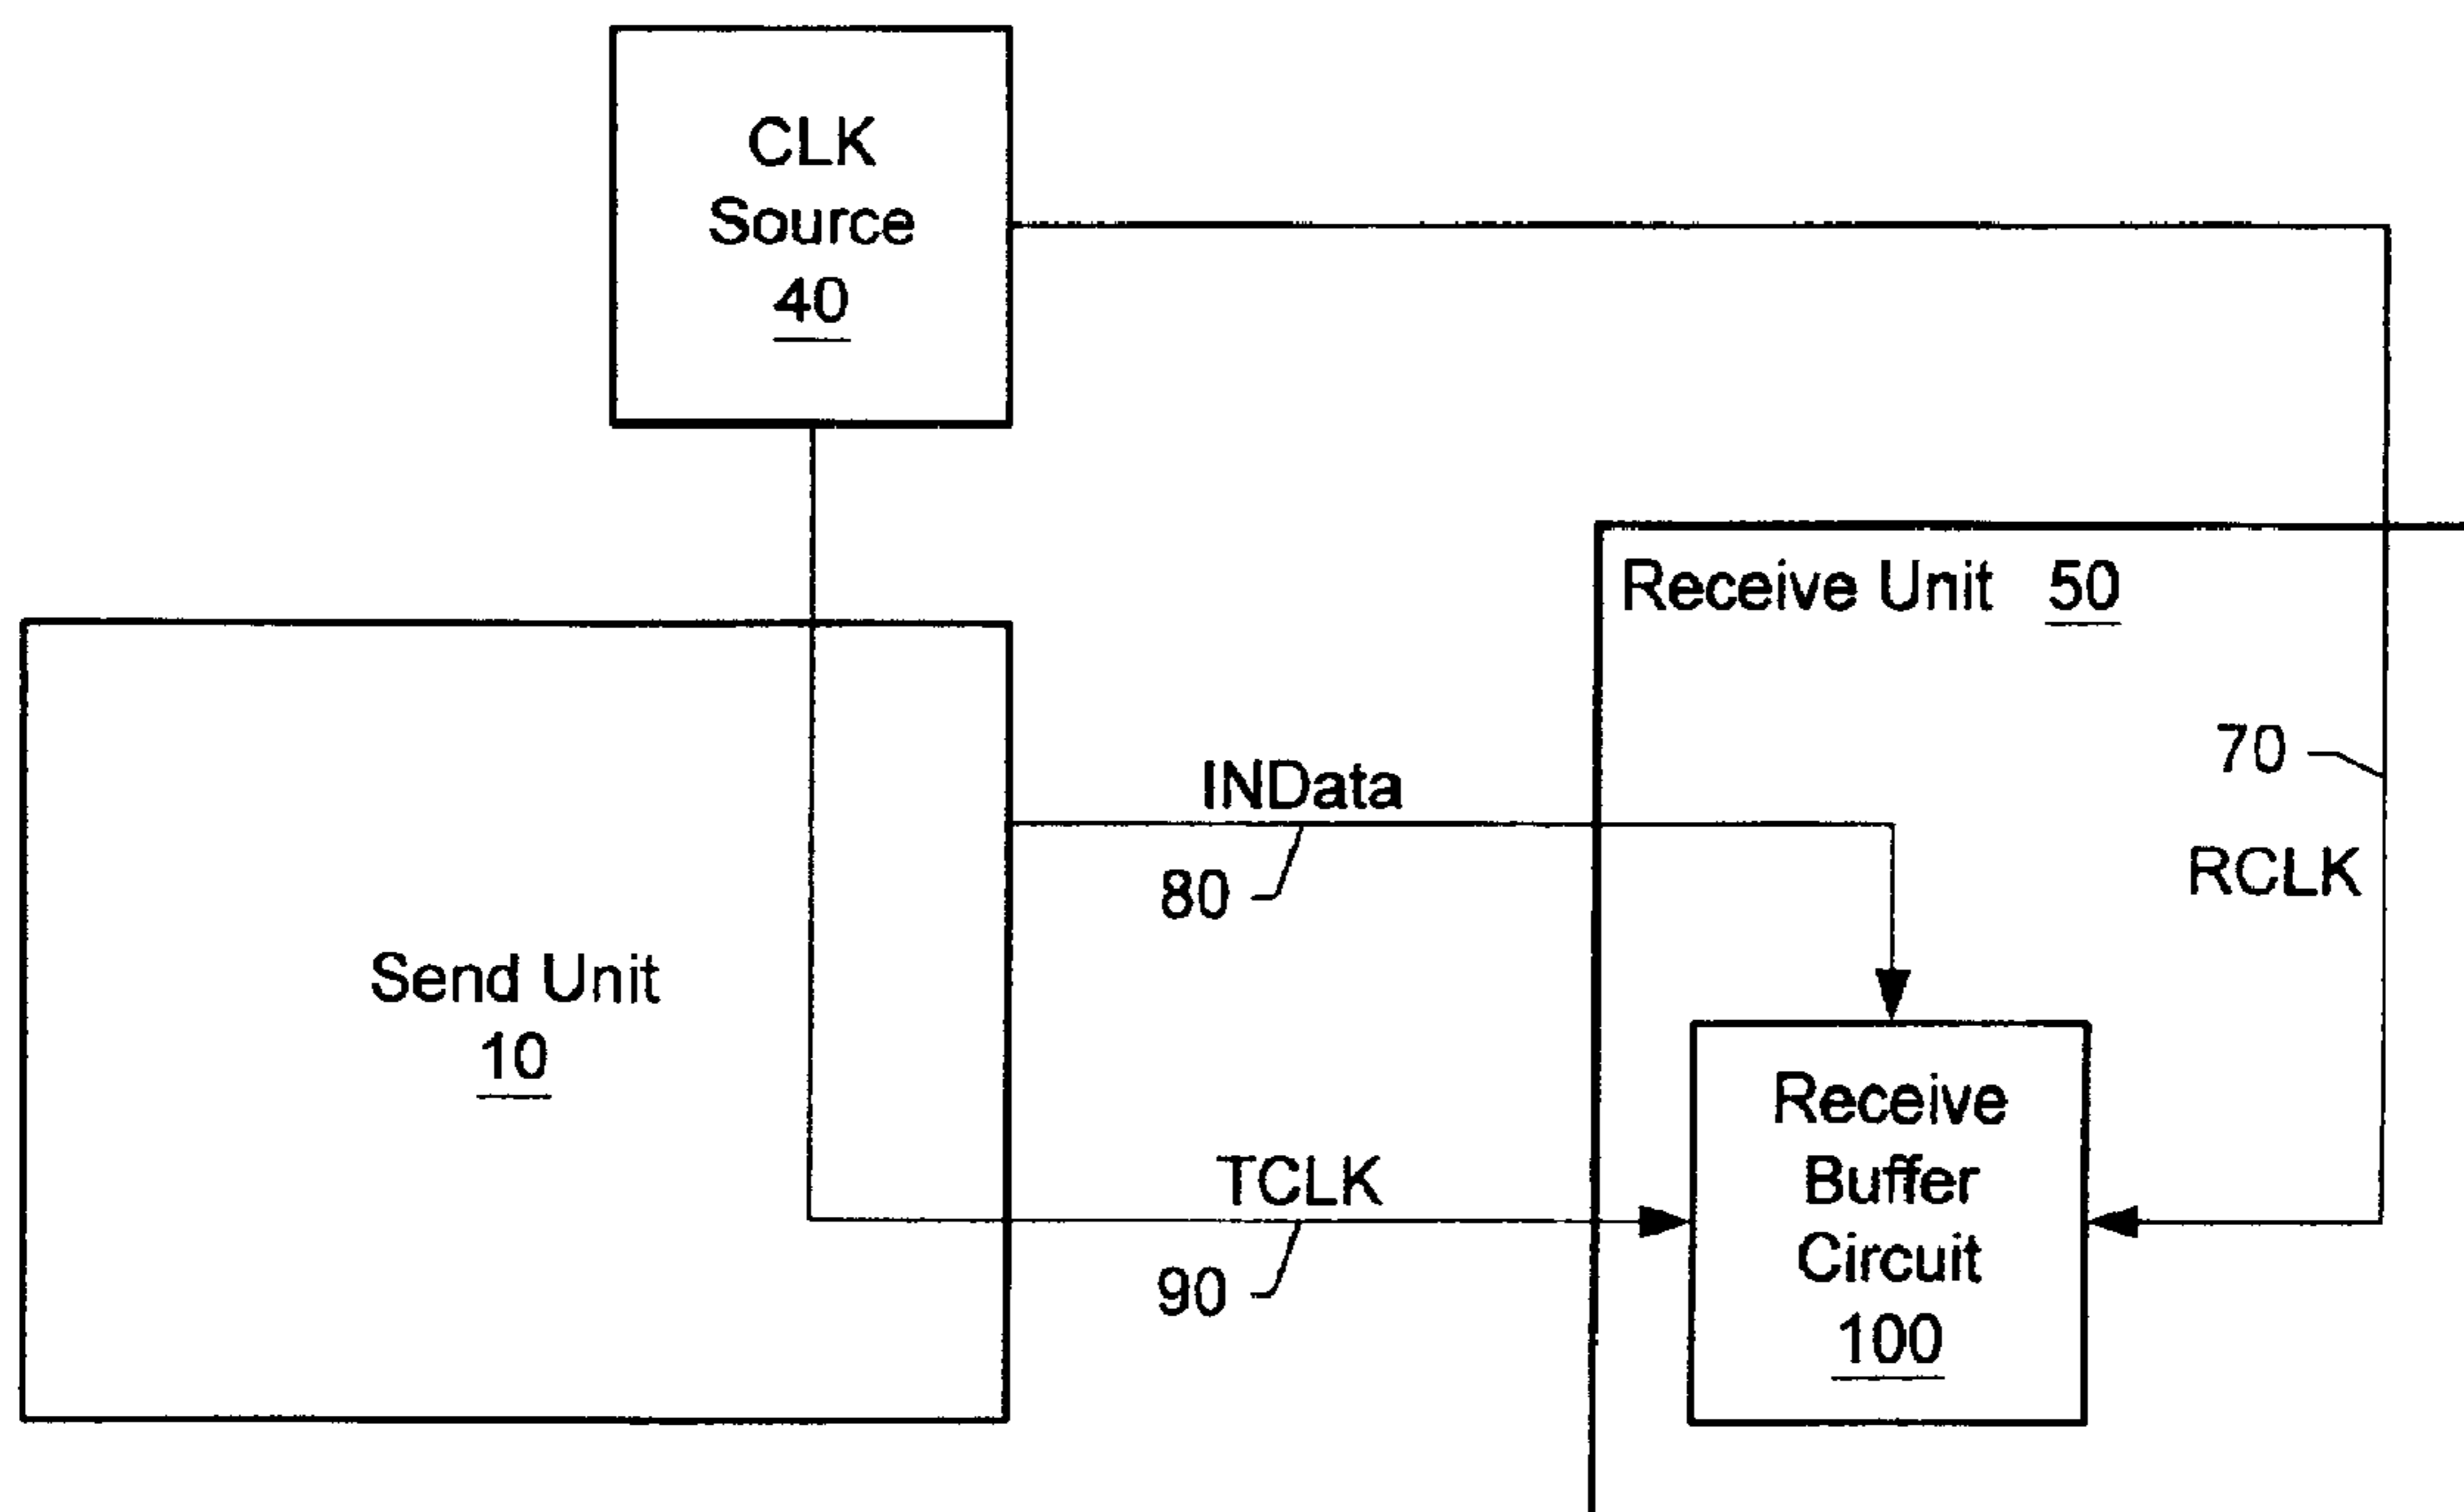 CLK
Source
40
Receive Unit 50
70
INData
80
RCLK
Send Unit
10
TCLK
90
Receive
Buffer
Circuit
100